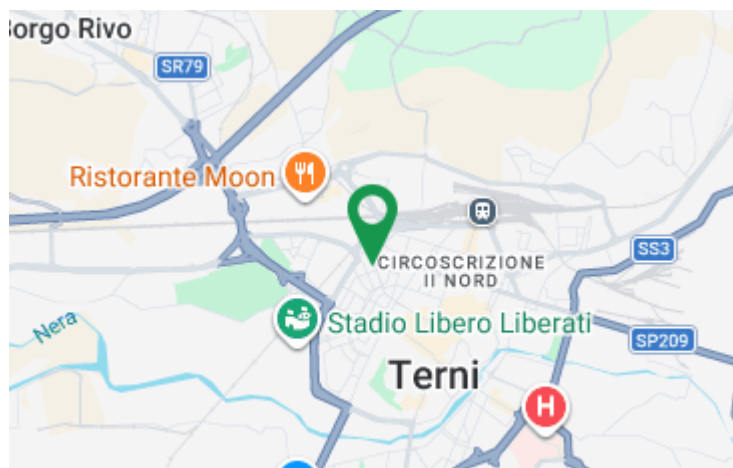 Borgo Rivo
SR79
Ristorante Moon
CIRCOSCRIZIONE
II NORD
SS3
Nera
Stadio Libero Liberati
SP209
Terni
H